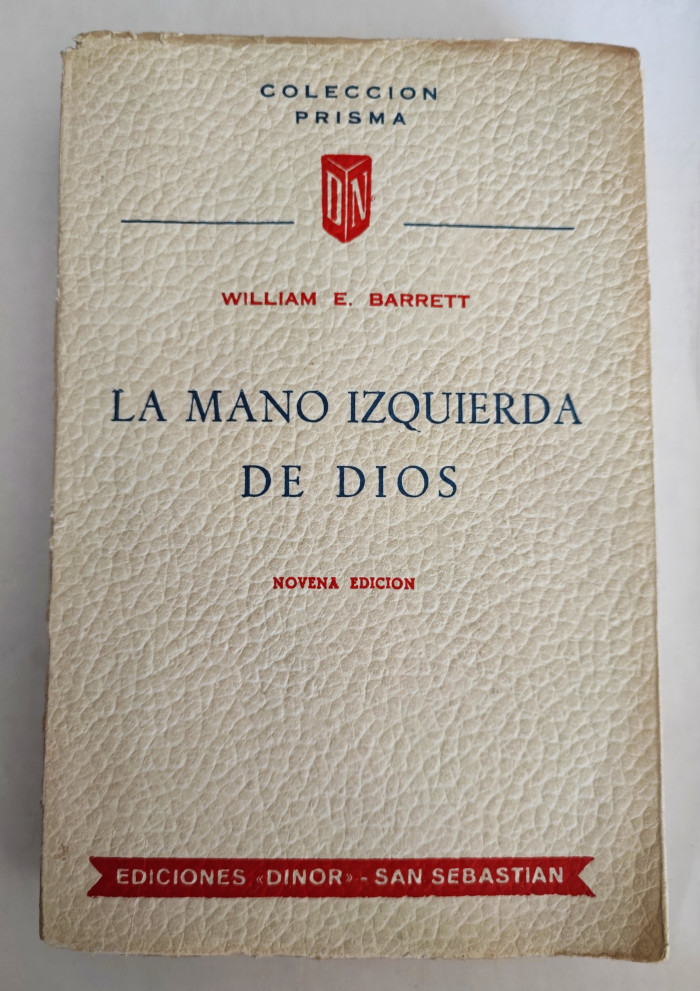 COLECCION
PRISMA
DN
WILLIAM E. BARRETT
LA MANO IZQUIERDA
DE DIOS
NOVENA EDICION
EDICIONES «DINOR» - SAN SEBASTIAN